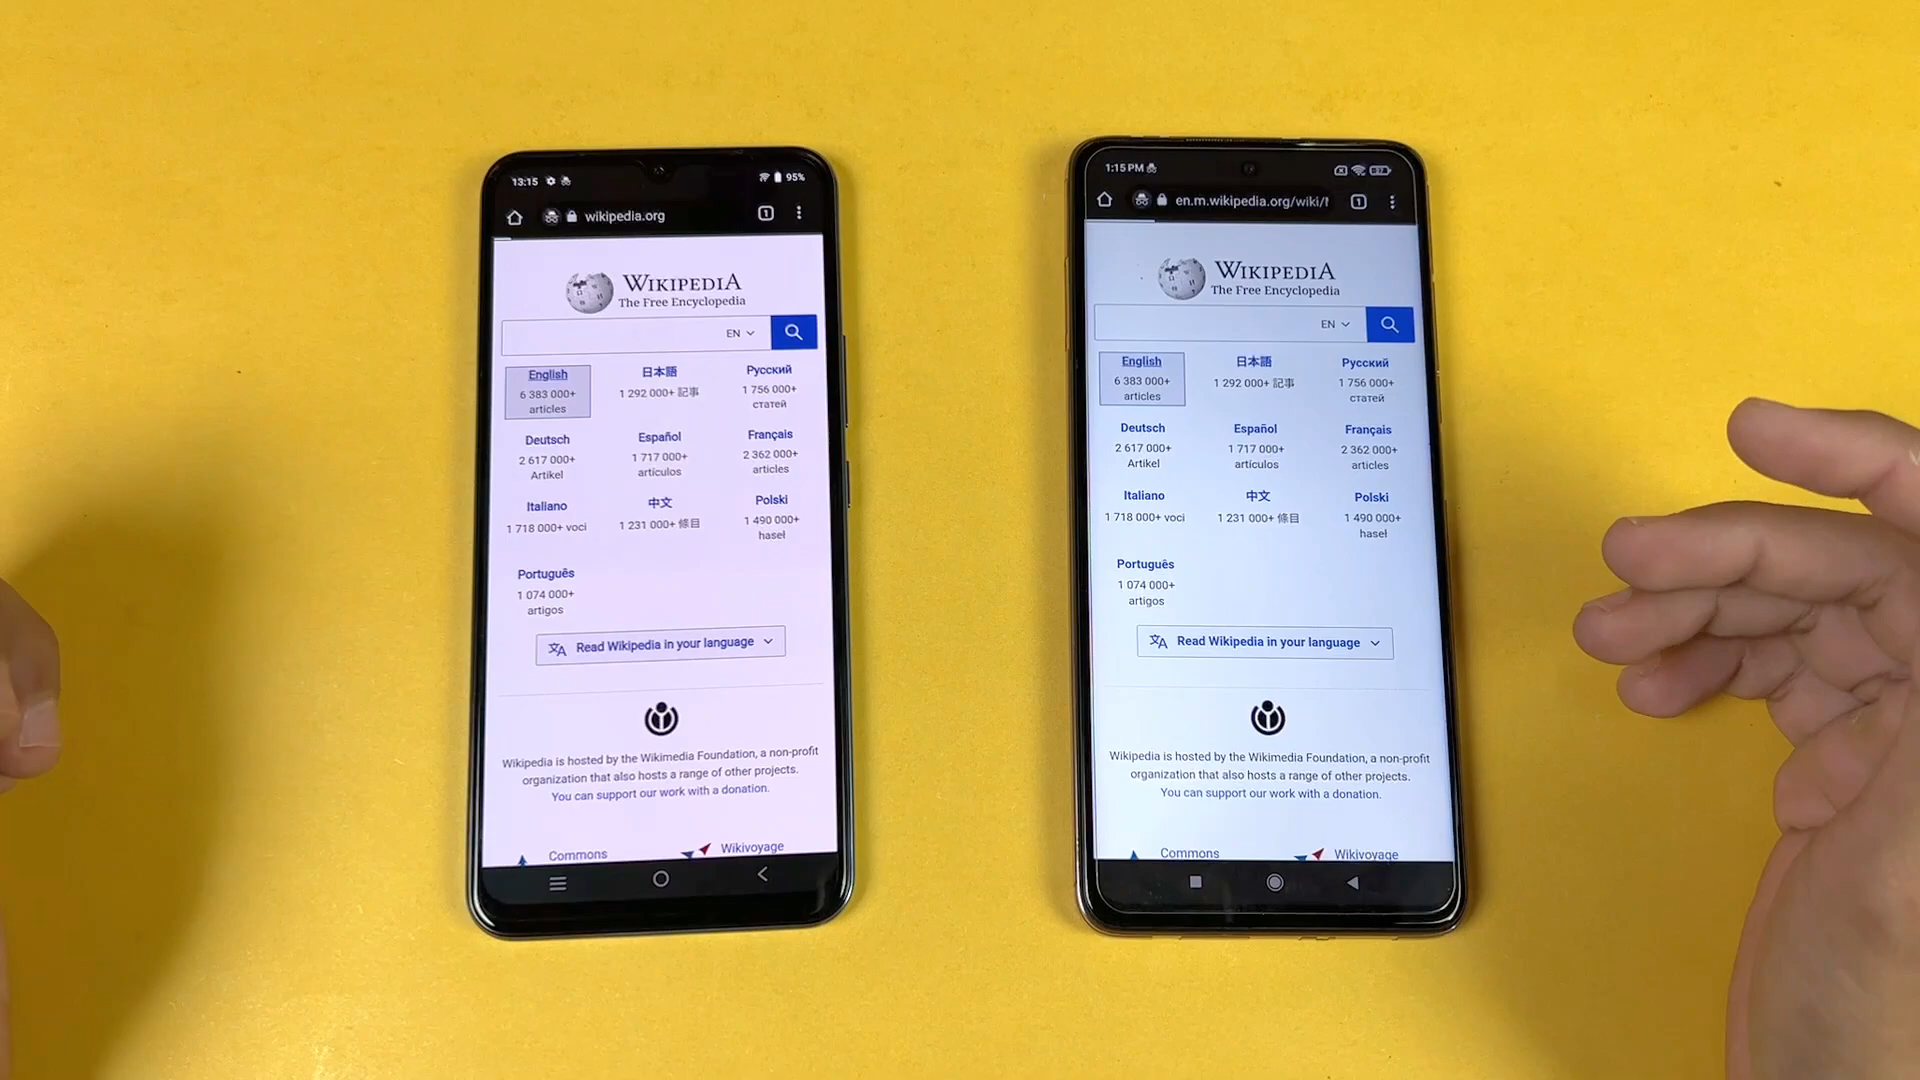 13:15
95%
wikipedia.org
1
WIKIPEDIA
The Free Encyclopedia
EN
English
6 383 000+
articles
日本語
1 292 000+ 記事
Русский
1 756 000+
статей
Deutsch
2 617 000+
Artikel
Español
1 717 000+
artículos
Français
2 362 000+
articles
Italiano
1 718 000+ voci
中文
1 231 000+ 條目
Polski
1 490 000+
haseł
Português
1 074 000+
artigos
Read Wikipedia in your language
Wikipedia is hosted by the Wikimedia Foundation, a non-profit
organization that also hosts a range of other projects.
You can support our work with a donation.
Commons
Wikivoyage
1:15 PM
en.m.wikipedia.org/wiki/
1
WIKIPEDIA
The Free Encyclopedia
EN
English
6 383 000+
articles
日本語
1 292 000+ 記事
Русский
1 756 000+
статей
Deutsch
2 617 000+
Artikel
Español
1 717 000+
artículos
Français
2 362 000+
articles
Italiano
1 718 000+ voci
中文
1 231 000+ 條目
Polski
1 490 000+
haseł
Português
1 074 000+
artigos
Read Wikipedia in your language
Wikipedia is hosted by the Wikimedia Foundation, a non-profit
organization that also hosts a range of other projects.
You can support our work with a donation.
Commons
Wikivoyage